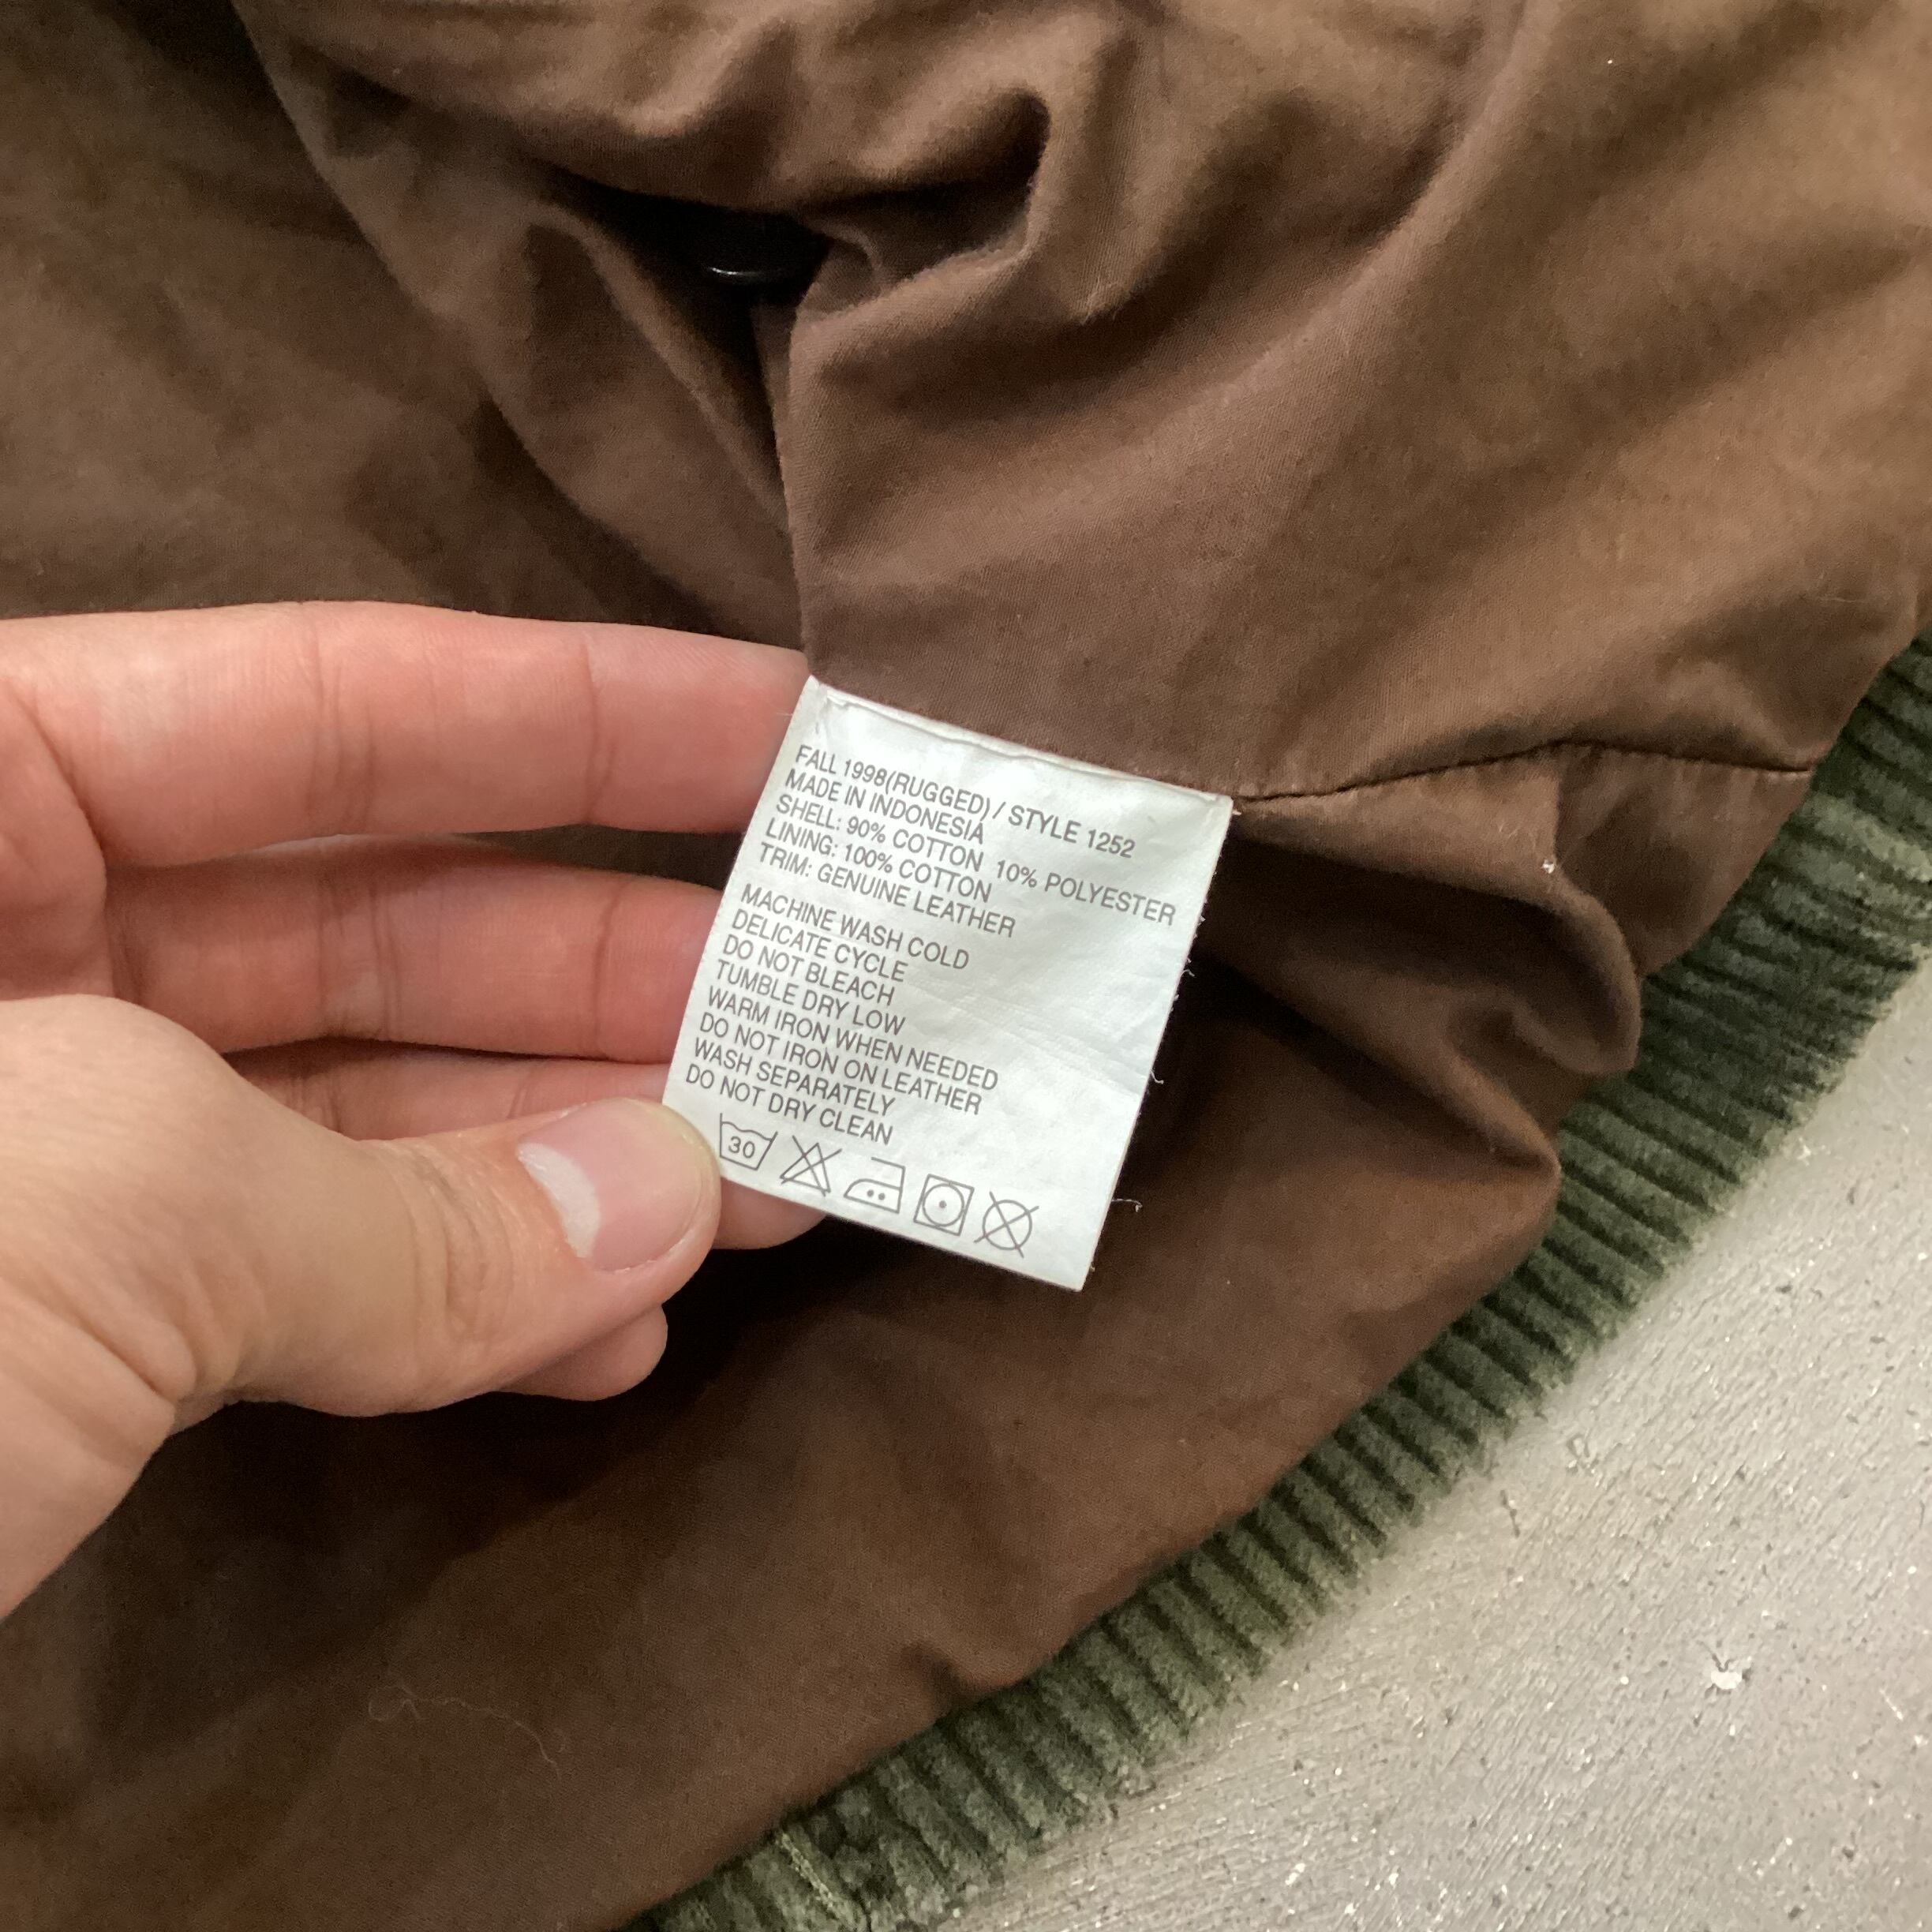 FALL 1998(RUGGED) / STYLE 1252
MADE IN INDONESIA
SHELL: 90% COTTON 10% POLYESTER
LINING: 100% COTTON
TRIM: GENUINE LEATHER
MACHINE WASH COLD
DELICATE CYCLE
DO NOT BLEACH
TUMBLE DRY LOW
WARM IRON WHEN NEEDED
DO NOT IRON ON LEATHER
WASH SEPARATELY
DO NOT DRY CLEAN
30